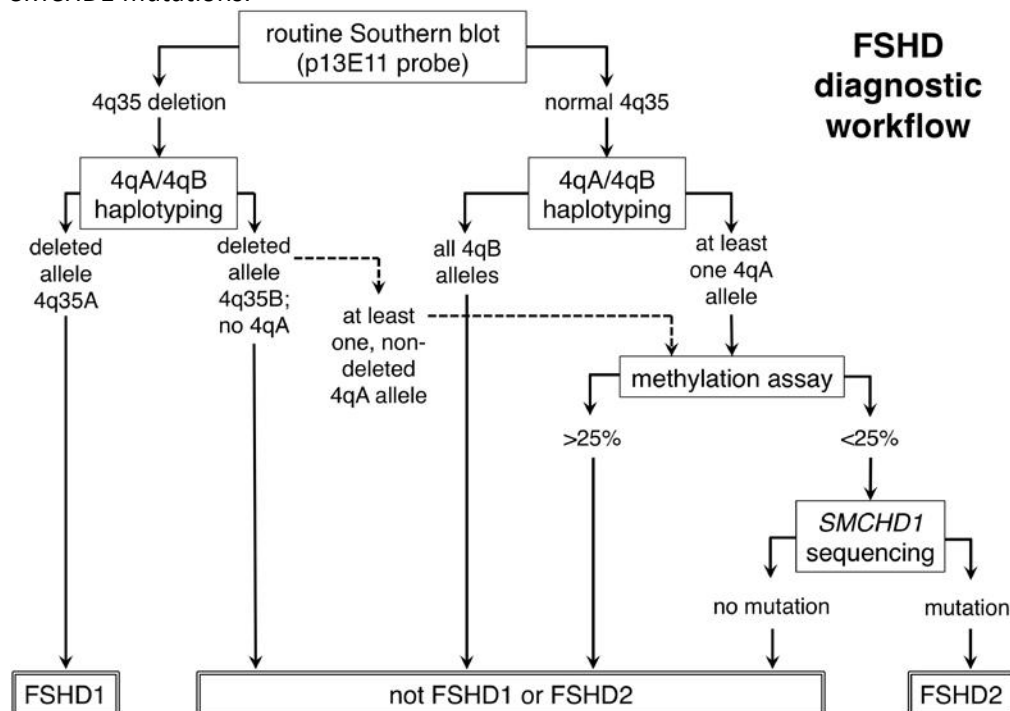 SMCHD1 mutations.
routine Southern blot
(p13E11 probe)
FSHD
diagnostic
workflow
4q35 deletion
normal 4q35
4qA/4qB
haplotyping
4qA/4qB
haplotyping
deleted
allele
4q35A
deleted
allele
4q35B;
no 4qA
at least
one, non-
deleted
4qA allele
all 4qB
alleles
at least
one 4qA
allele
methylation assay
>25%
<25%
SMCHD1
sequencing
no mutation
mutation
FSHD1
not FSHD1 or FSHD2
FSHD2